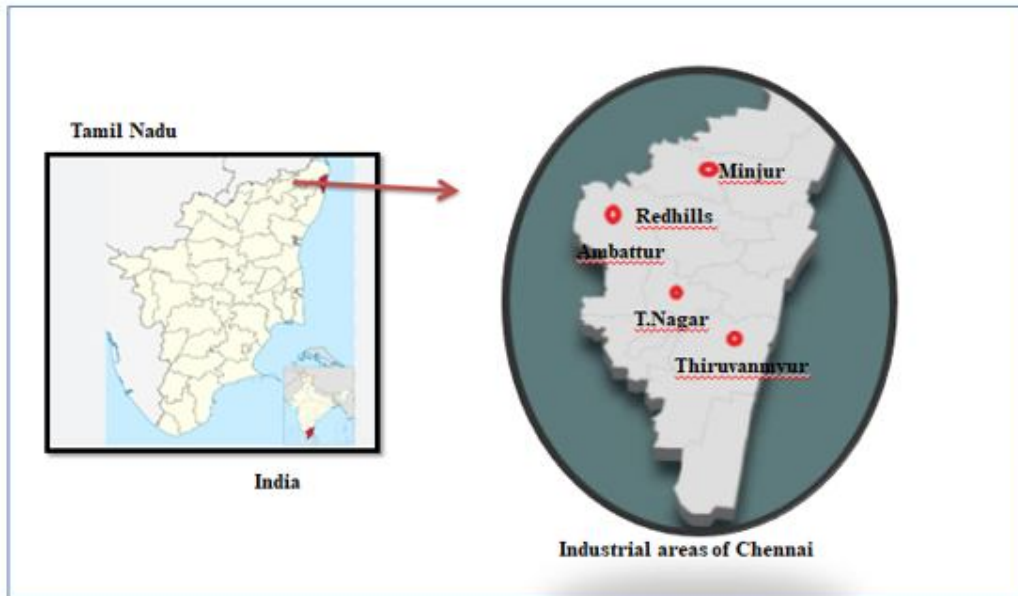 Tamil Nadu
Minjur
Redhills
Ambattur
T.Nagar
Thiruvanmyur
India
Industrial areas of Chennai